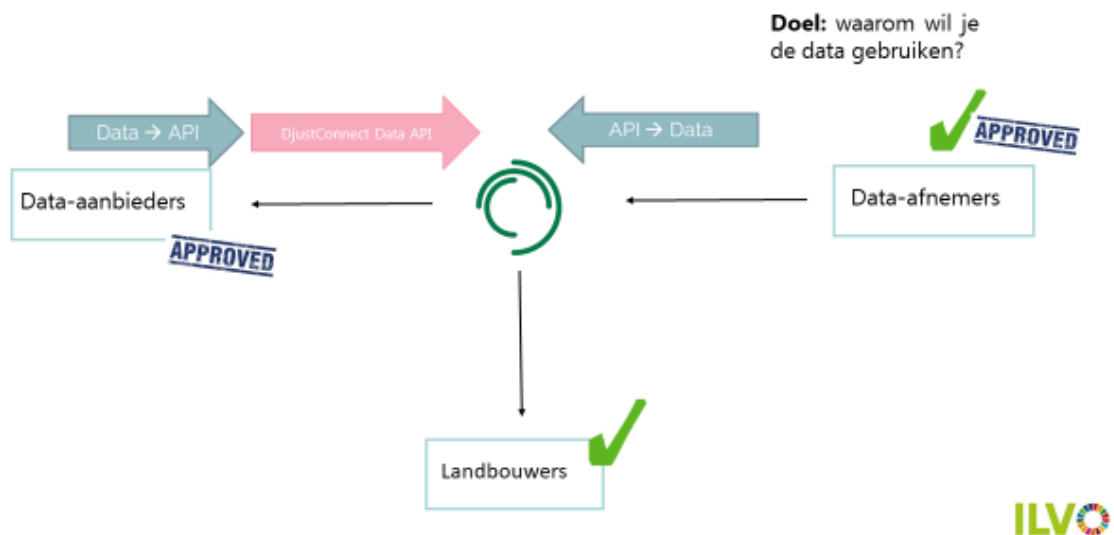 Doel: waarom wil je
de data gebruiken?
Data → API
DjustConnect Data API
API → Data
APPROVED
Data-aanbieders
Data-afnemers
APPROVED
Landbouwers
ILVO